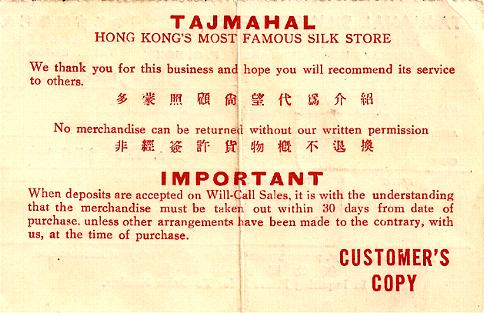 TAJMAHAL
HONG KONG'S MOST FAMOUS SILK STORE
We thank you for this business and hope you will recommend its service
to others.
多蒙照顧尙望代爲介紹
No merchandise can be returned without our written permission
非經簽許貨物概不退換
IMPORTANT
When deposits are accepted on Will-Call Sales, it is with the understanding
that the merchandise must be taken out within 30 days from date of
purchase, unless other arrangements have been made to the contrary, with
us, at the time of purchase.
CUSTOMER'S
COPY